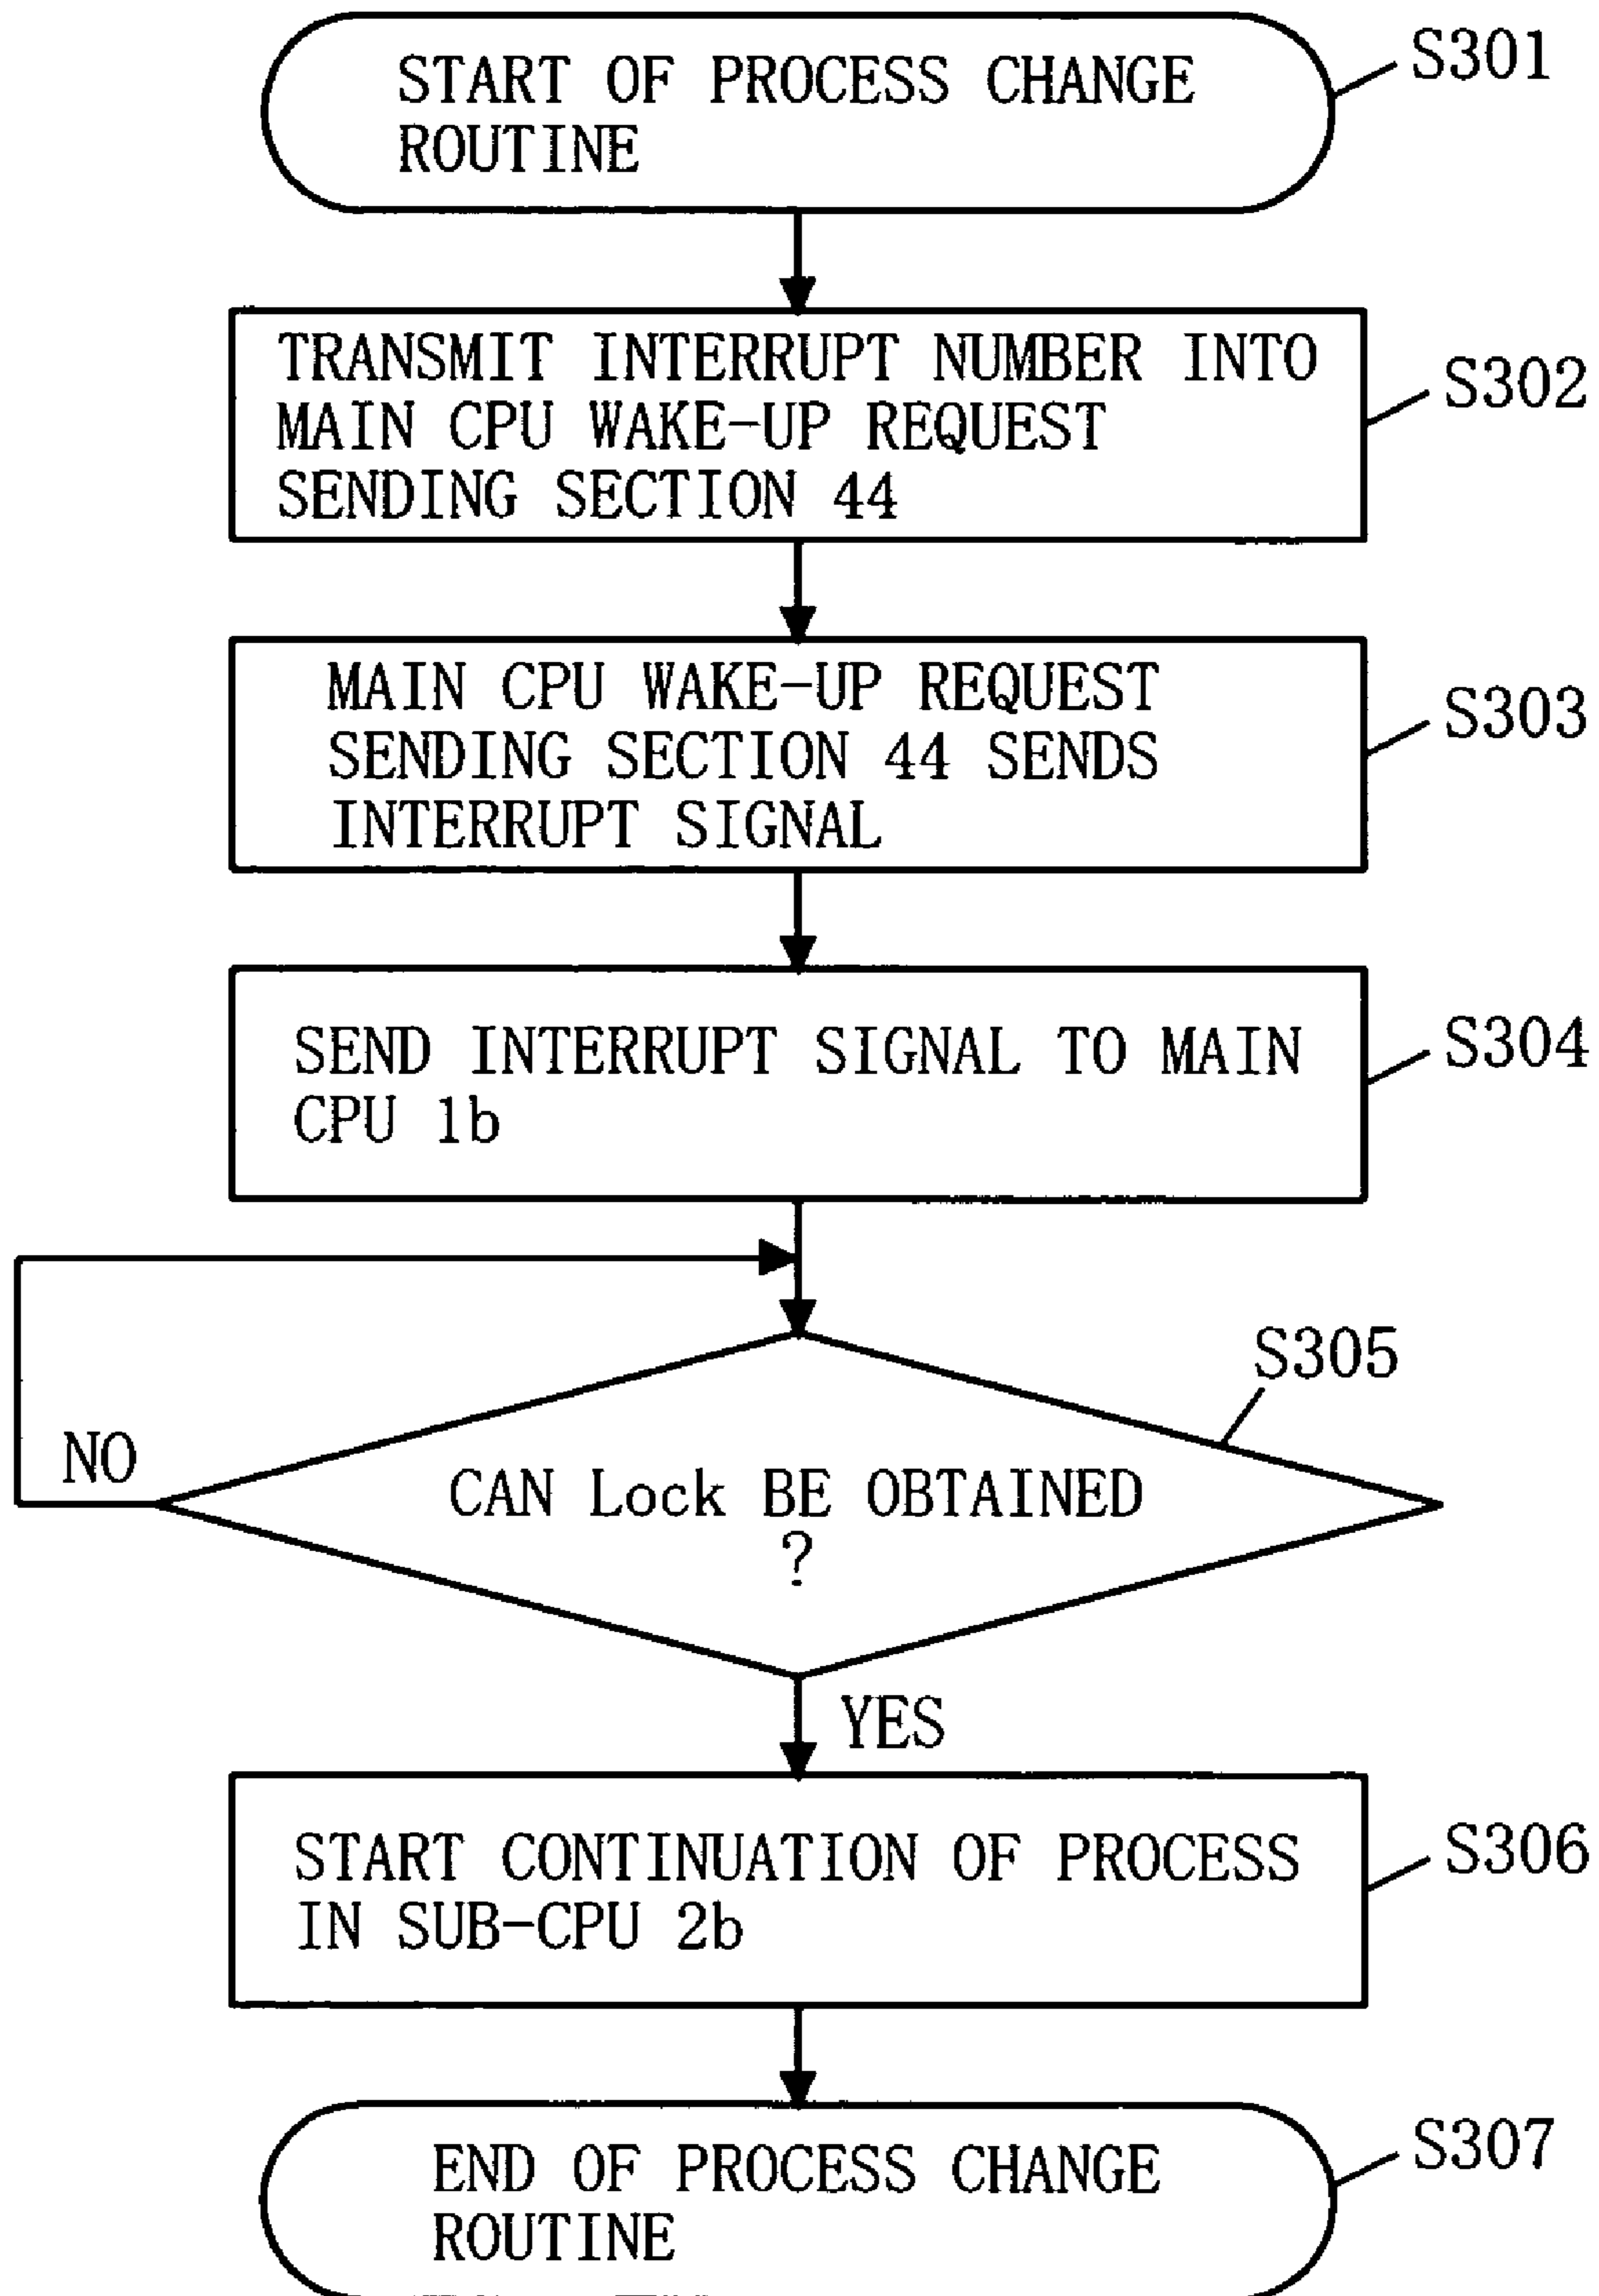 START OF PROCESS CHANGE
ROUTINE
S301
TRANSMIT INTERRUPT NUMBER INTO
MAIN CPU WAKE-UP REQUEST
SENDING SECTION 44
S302
MAIN CPU WAKE-UP REQUEST
SENDING SECTION 44 SENDS
INTERRUPT SIGNAL
S303
SEND INTERRUPT SIGNAL TO MAIN
CPU 1b
S304
S305
NO
CAN Lock BE OBTAINED
?
YES
START CONTINUATION OF PROCESS
IN SUB-CPU 2b
S306
END OF PROCESS CHANGE
ROUTINE
S307